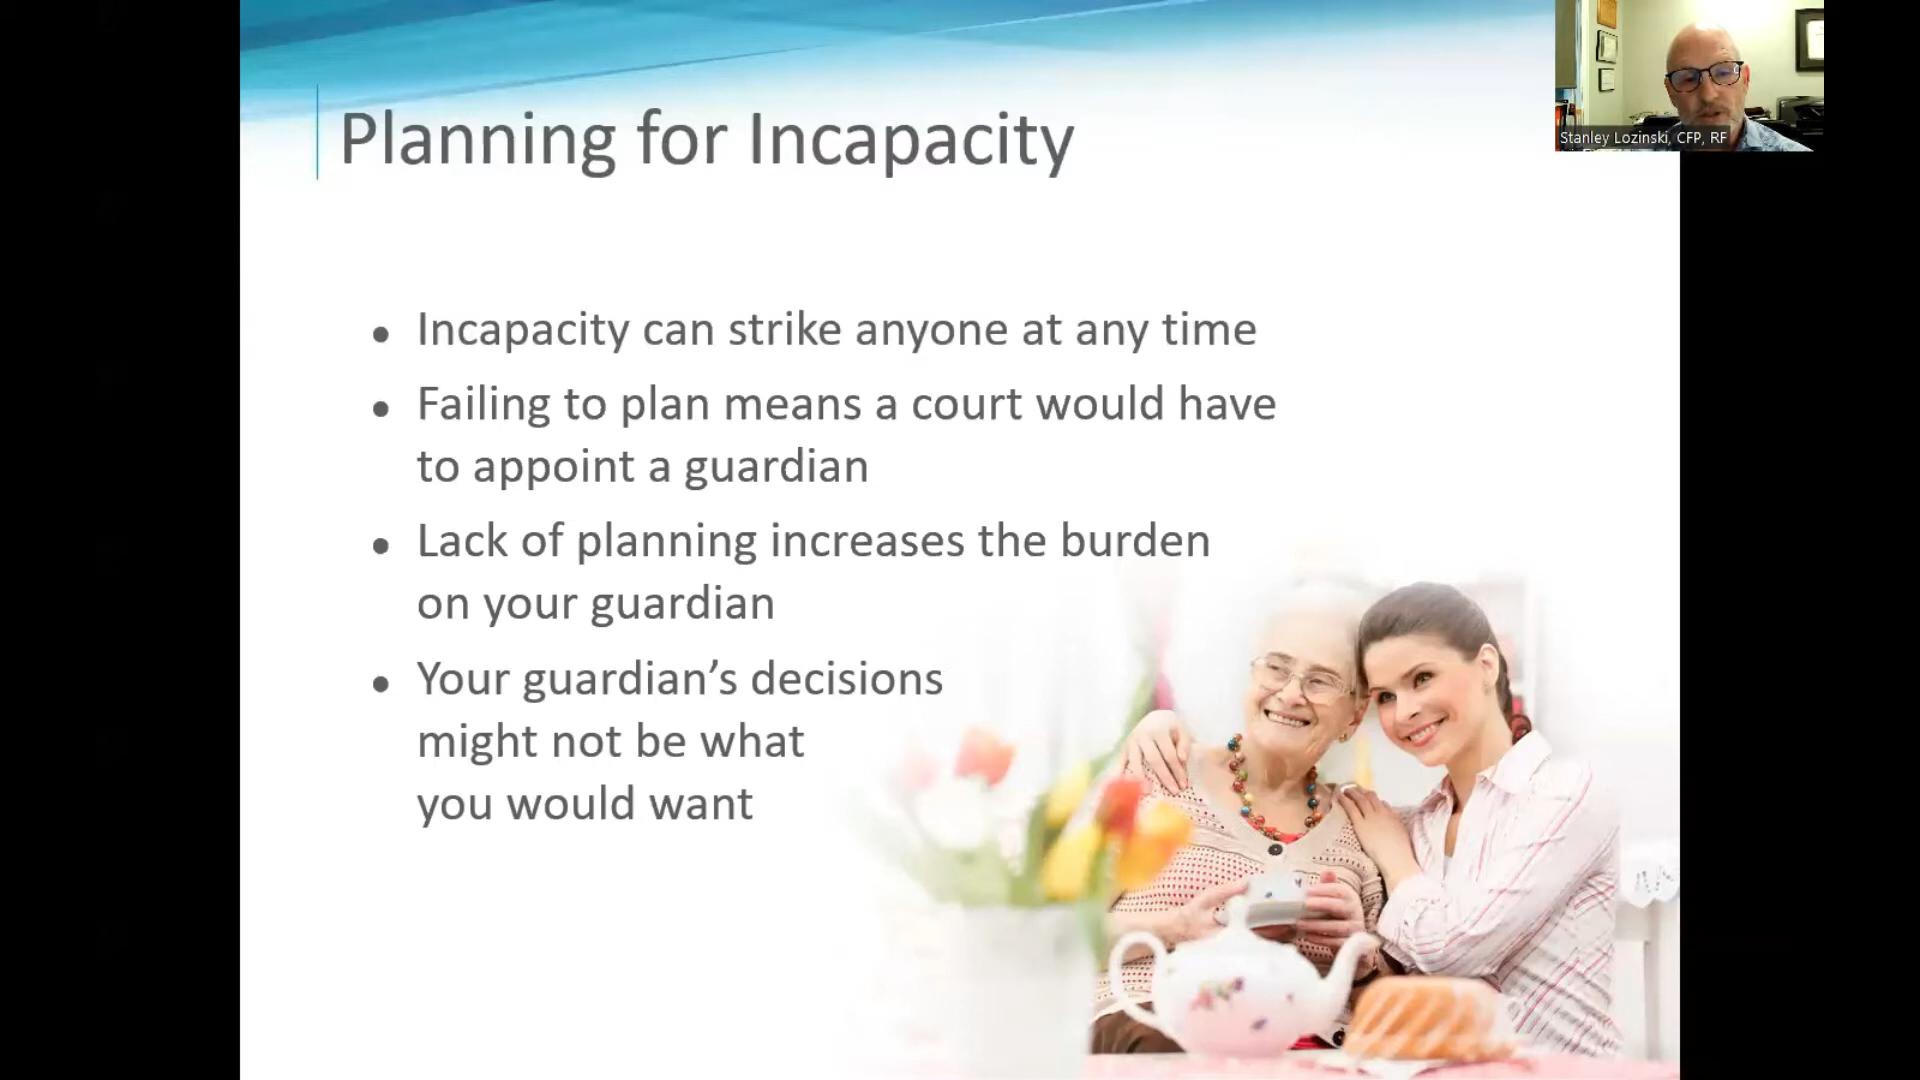 Planning for Incapacity
Stanley Lozinski, CFP, RF
• Incapacity can strike anyone at any time
• Failing to plan means a court would have
to appoint a guardian
• Lack of planning increases the burden
on your guardian
• Your guardian’s decisions
might not be what
you would want